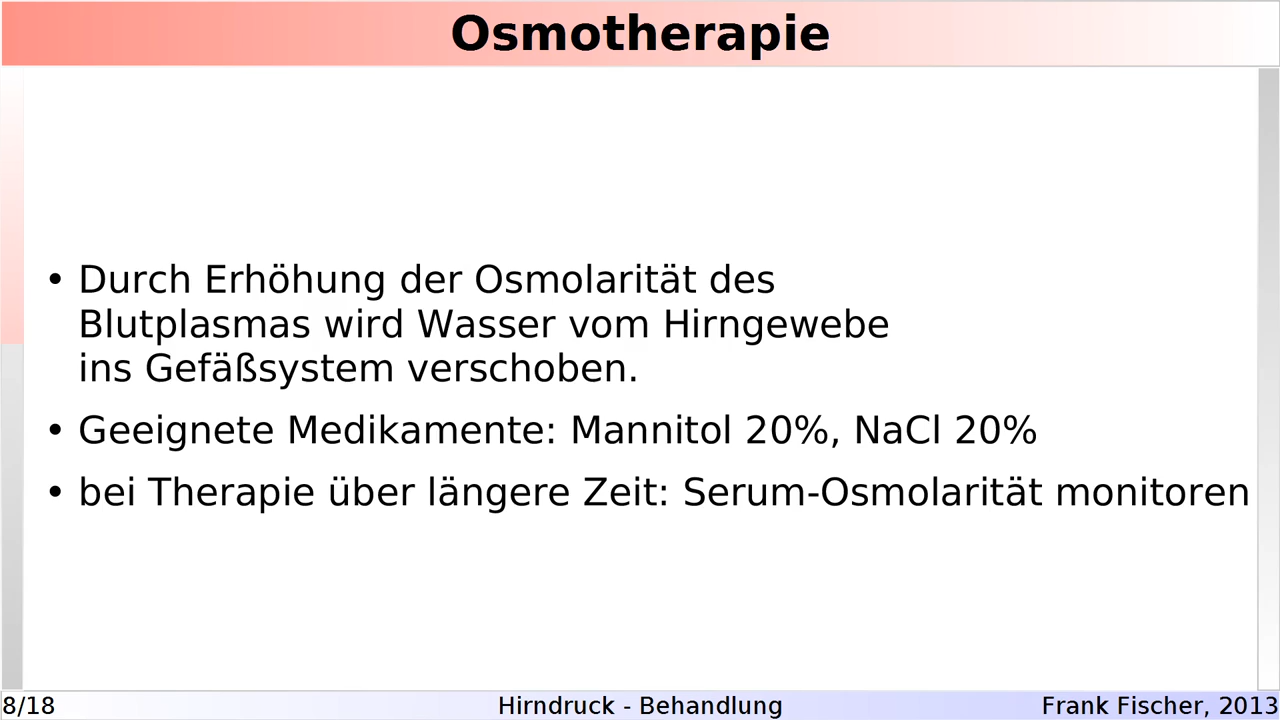 Osmotherapie
• Durch Erhöhung der Osmolarität des
Blutplasmas wird Wasser vom Hirngewebe
ins Gefäßsystem verschoben.
• Geeignete Medikamente: Mannitol 20%, NaCl 20%
• bei Therapie über längere Zeit: Serum-Osmolarität monitoren
8/18 Hirndruck - Behandlung Frank Fischer, 2013